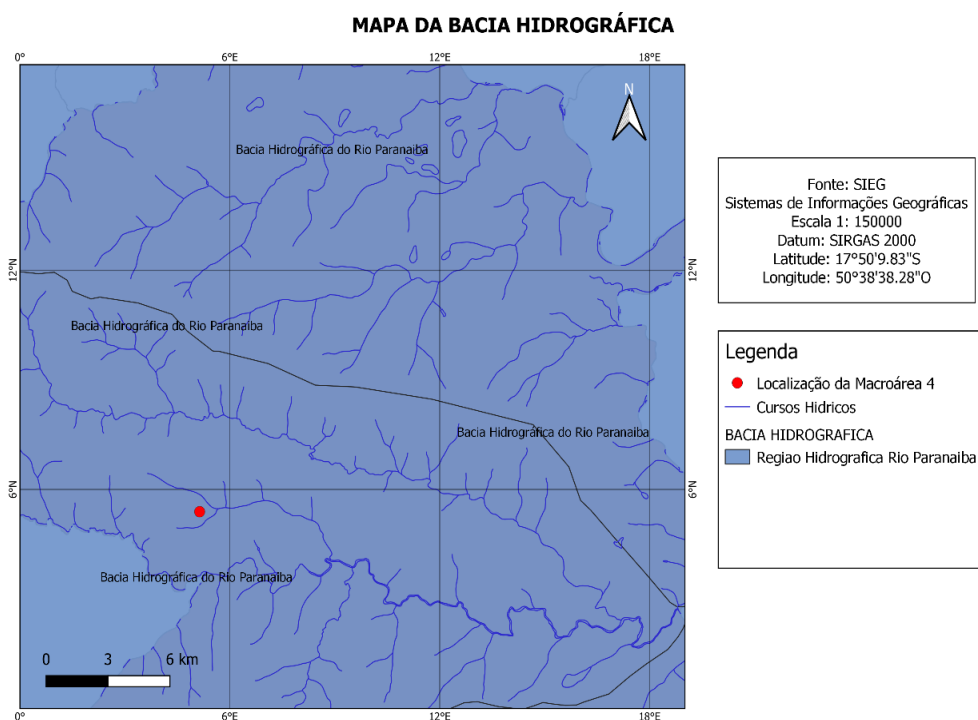 MAPA DA BACIA HIDROGRÁFICA
0° 6°E 12°E 18°E
N
Bacia Hidrográfica do Rio Paranaiba
12°N 12°N
Bacia Hidrográfica do Rio Paranaiba
Bacia Hidrográfica do Rio Paranaiba
6°N 6°N
Bacia Hidrográfica do Rio Paranaiba
0 3 6 km
0° 6°E 12°E 18°E
Fonte: SIEG
Sistemas de Informações Geográficas
Escala 1: 150000
Datum: SIRGAS 2000
Latitude: 17°50'9.83"S
Longitude: 50°38'38.28"O
Legenda
Localização da Macroárea 4
Cursos Hidricos
BACIA HIDROGRAFICA
Regiao Hidrografica Rio Paranaiba